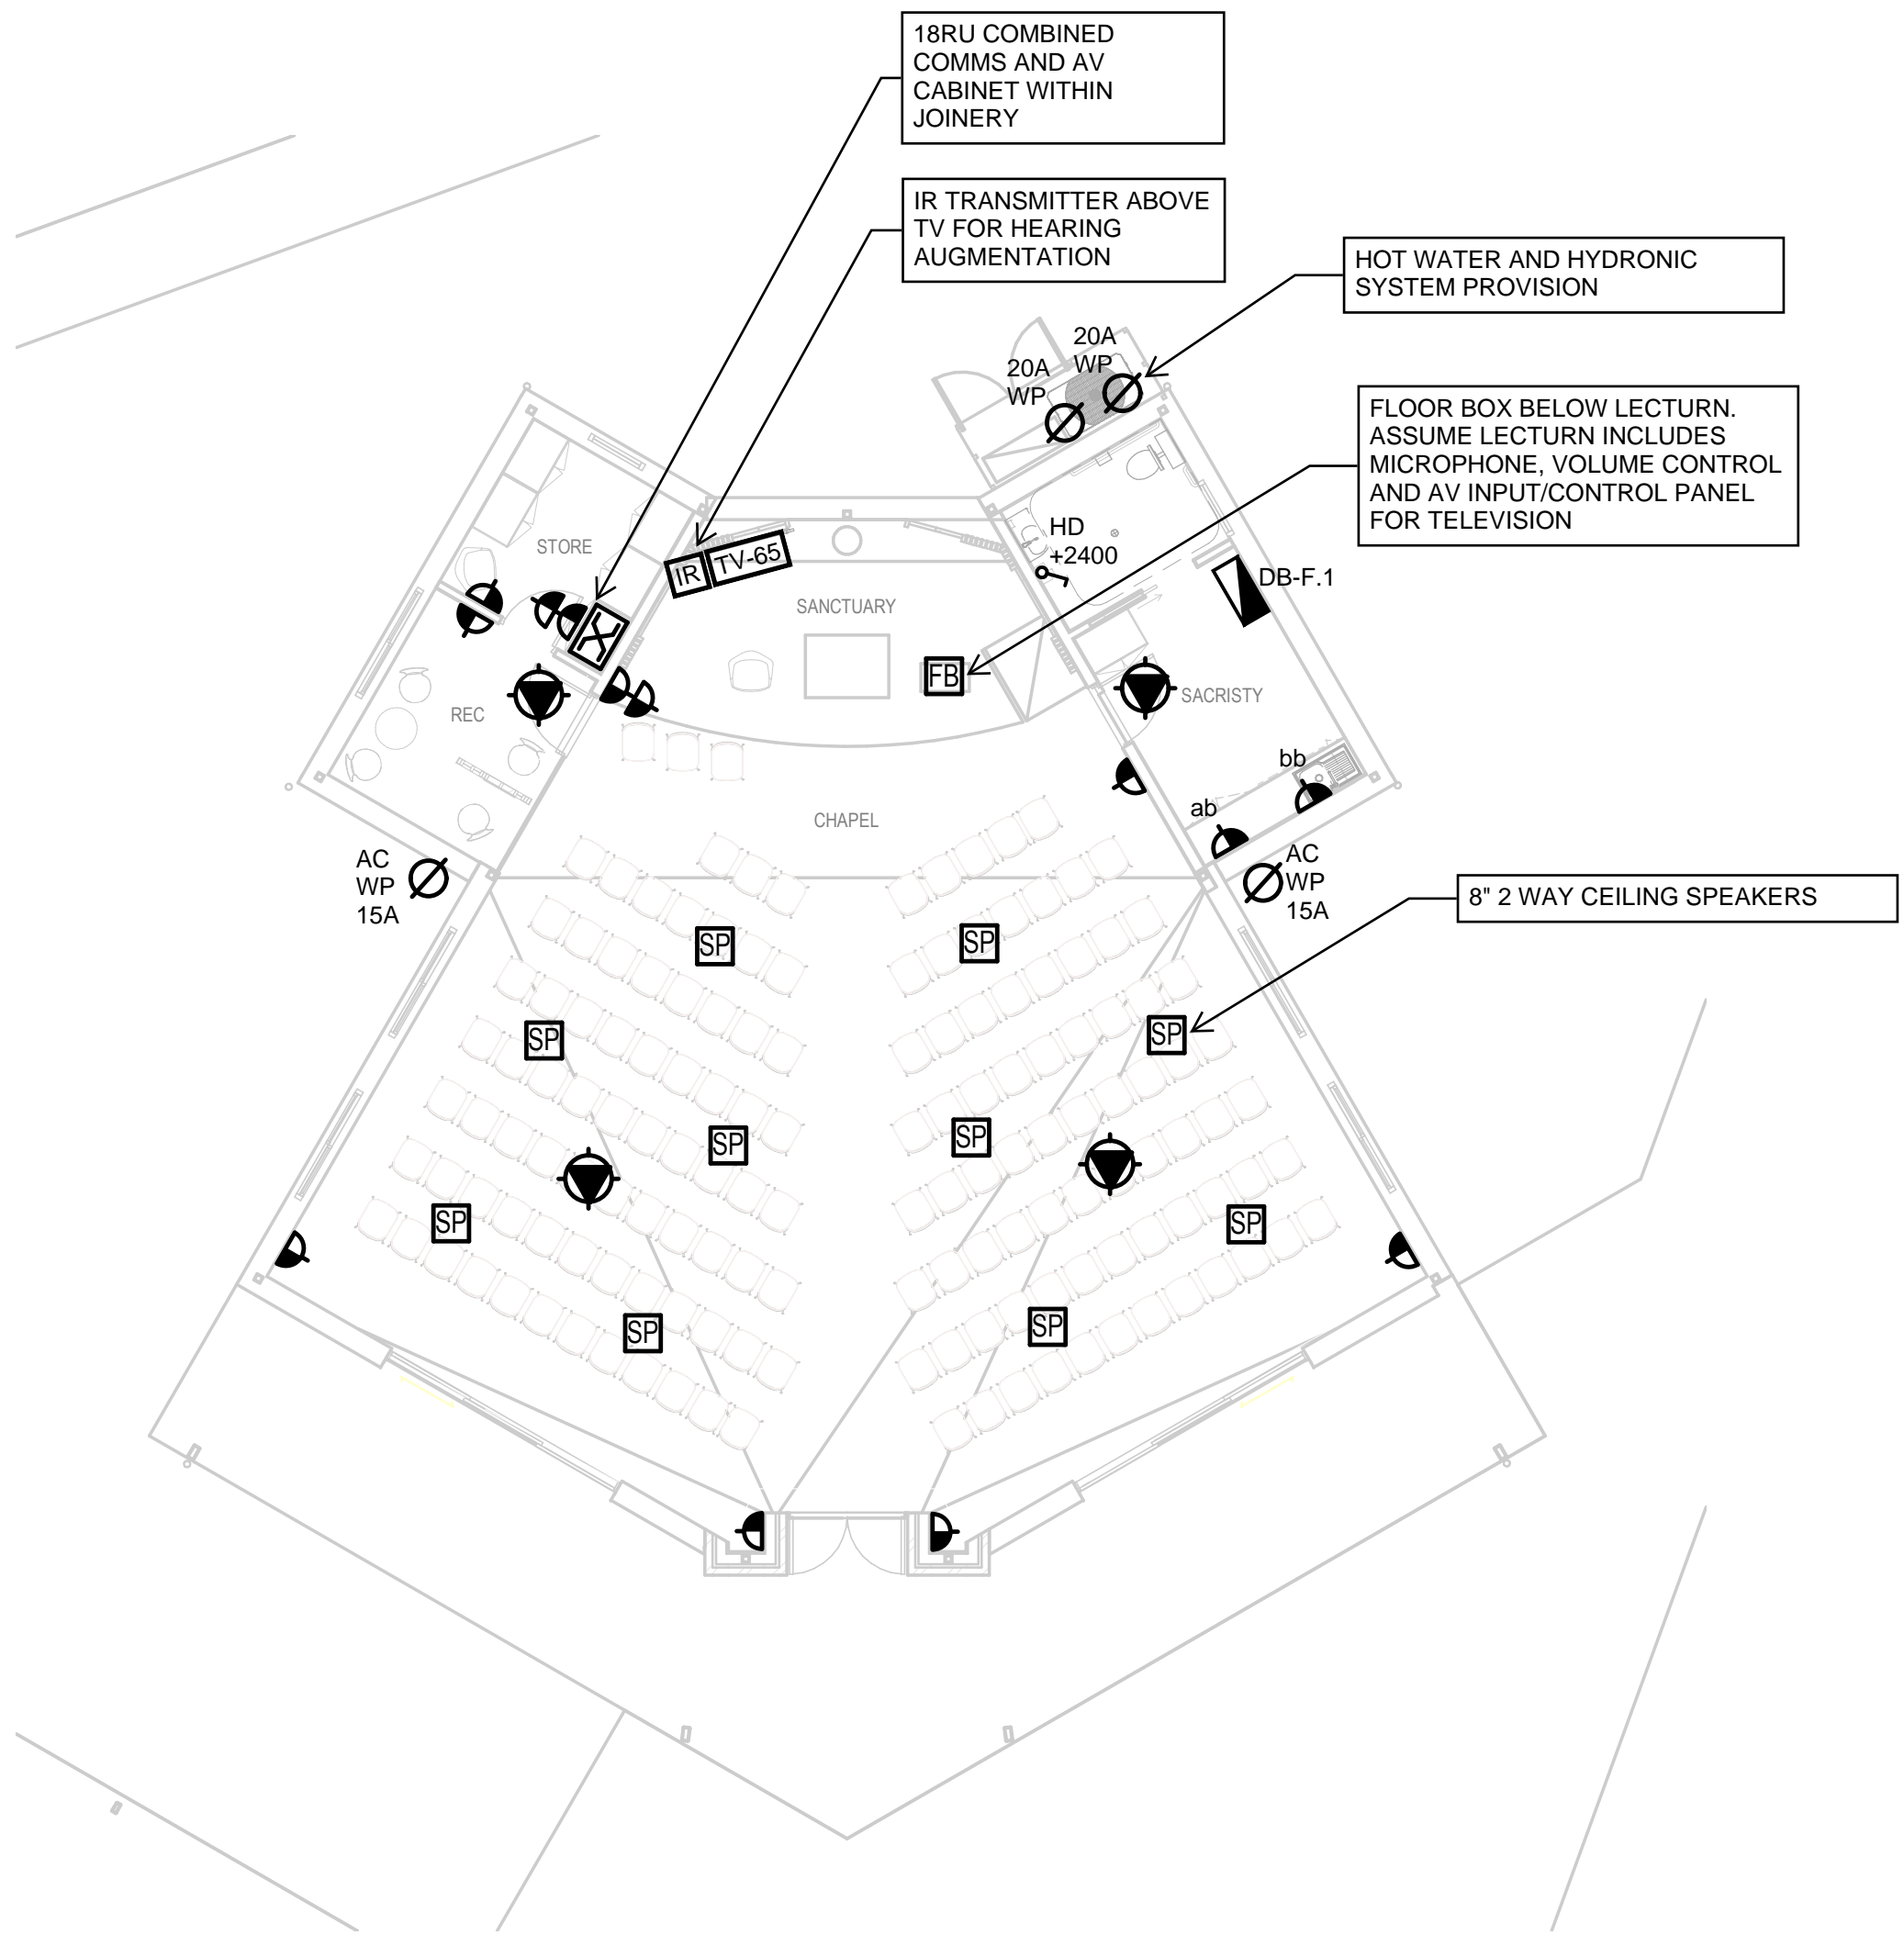 18RU COMBINED
COMMS AND AV
CABINET WITHIN
JOINERY
IR TRANSMITTER ABOVE
TV FOR HEARING
AUGMENTATION
HOT WATER AND HYDRONIC
SYSTEM PROVISION
20A
WP
20A
WP
FLOOR BOX BELOW LECTURN.
ASSUME LECTURN INCLUDES
MICROPHONE, VOLUME CONTROL
AND AV INPUT/CONTROL PANEL
FOR TELEVISION
HD
+2400
STORE
IR
TV-65
DB-F.1
SANCTUARY
FB
SACRISTY
REC
bb
ab
CHAPEL
AC
WP
15A
AC
WP
15A
8" 2 WAY CEILING SPEAKERS
SP
SP
SP
SP
SP
SP
SP
SP
SP
SP